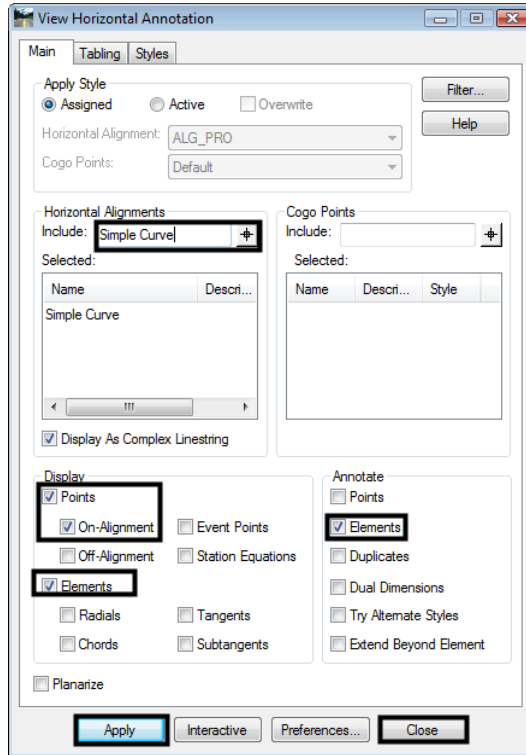 View Horizontal Annotation
Main Tabling Styles
Apply Style
Assigned Active Overwrite
Filter...
Help
Horizontal Alignment: ALG_PRO
Cogo Points: Default
Horizontal Alignments
Include: Simple Curve
Selected:
Name Descri...
Simple Curve
Display As Complex Linestring
Cogo Points
Include:
Selected:
Name Descri... Style
Display
Points
On-Alignment Event Points
Off-Alignment Station Equations
Elements
Radials Tangents
Chords Subtangents
Annotate
Points
Elements
Duplicates
Dual Dimensions
Try Alternate Styles
Extend Beyond Element
Planarize
Apply Interactive Preferences... Close